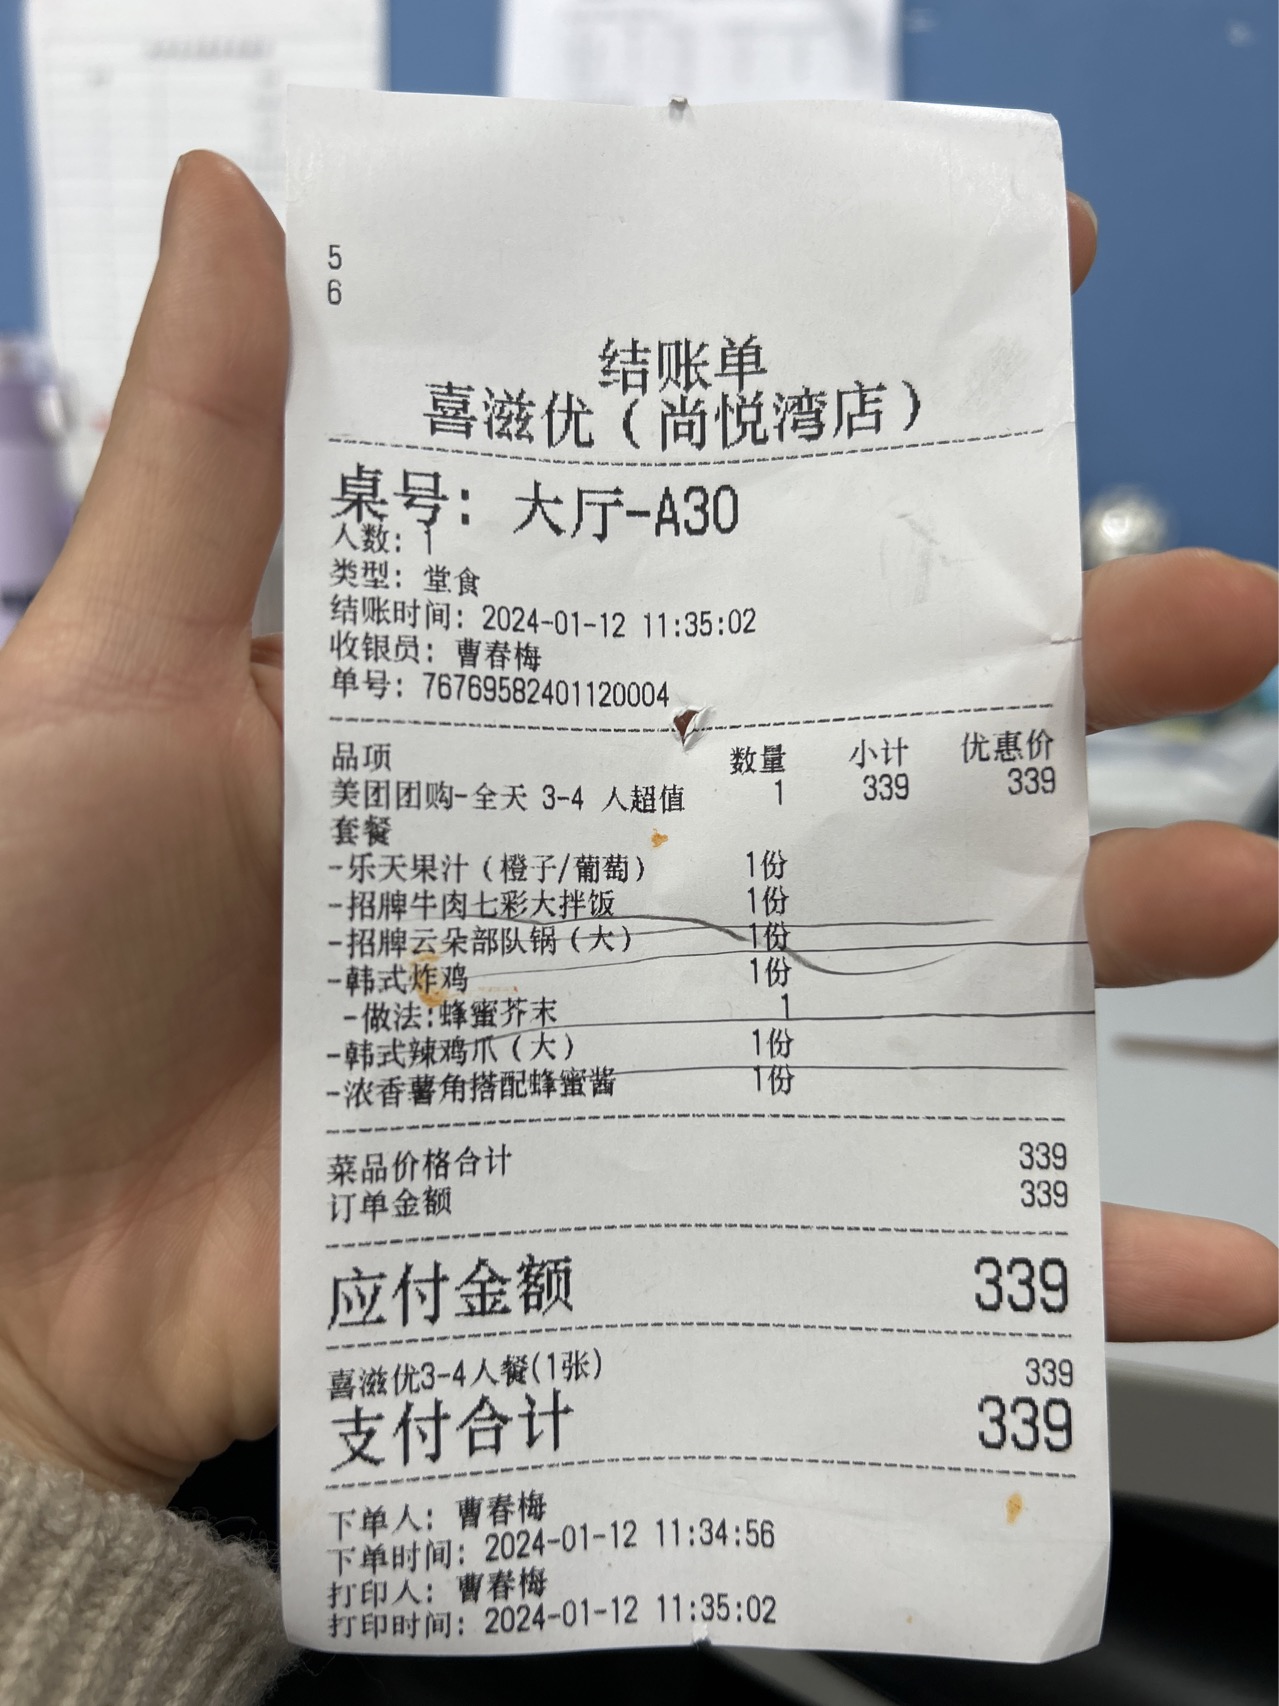 5
6
结账单
喜滋优（尚悦湾店）
桌号：大厅-A30
人数：1
类型：堂食
结账时间：2024-01-12 11:35:02
收银员：曹春梅
单号：76769582401120004
品项 数量 小计 优惠价
美团团购-全天 3-4 人超值 1 339 339
套餐
-乐天果汁（橙子/葡萄） 1份
-招牌牛肉七彩大拌饭 1份
-招牌云朵部队锅（大） 1份
-韩式炸鸡 1份
-做法:蜂蜜芥末 1
-韩式辣鸡爪（大） 1份
-浓香薯角搭配蜂蜜酱 1份
菜品价格合计 339
订单金额 339
应付金额 339
喜滋优3-4人餐(1张) 339
支付合计 339
下单人：曹春梅
下单时间：2024-01-12 11:34:56
打印人：曹春梅
打印时间：2024-01-12 11:35:02